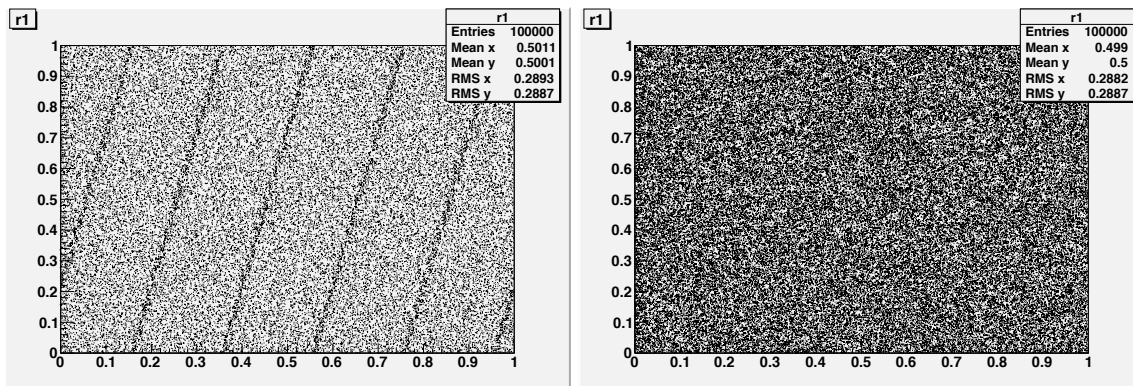 r1
r1
Entries 100000
Mean x 0.5011
Mean y 0.5001
RMS x 0.2893
RMS y 0.2887
1
0.9
0.8
0.7
0.6
0.5
0.4
0.3
0.2
0.1
0
0 0.1 0.2 0.3 0.4 0.5 0.6 0.7 0.8 0.9 1
r1
r1
Entries 100000
Mean x 0.499
Mean y 0.5
RMS x 0.2882
RMS y 0.2887
1
0.9
0.8
0.7
0.6
0.5
0.4
0.3
0.2
0.1
0
0 0.1 0.2 0.3 0.4 0.5 0.6 0.7 0.8 0.9 1